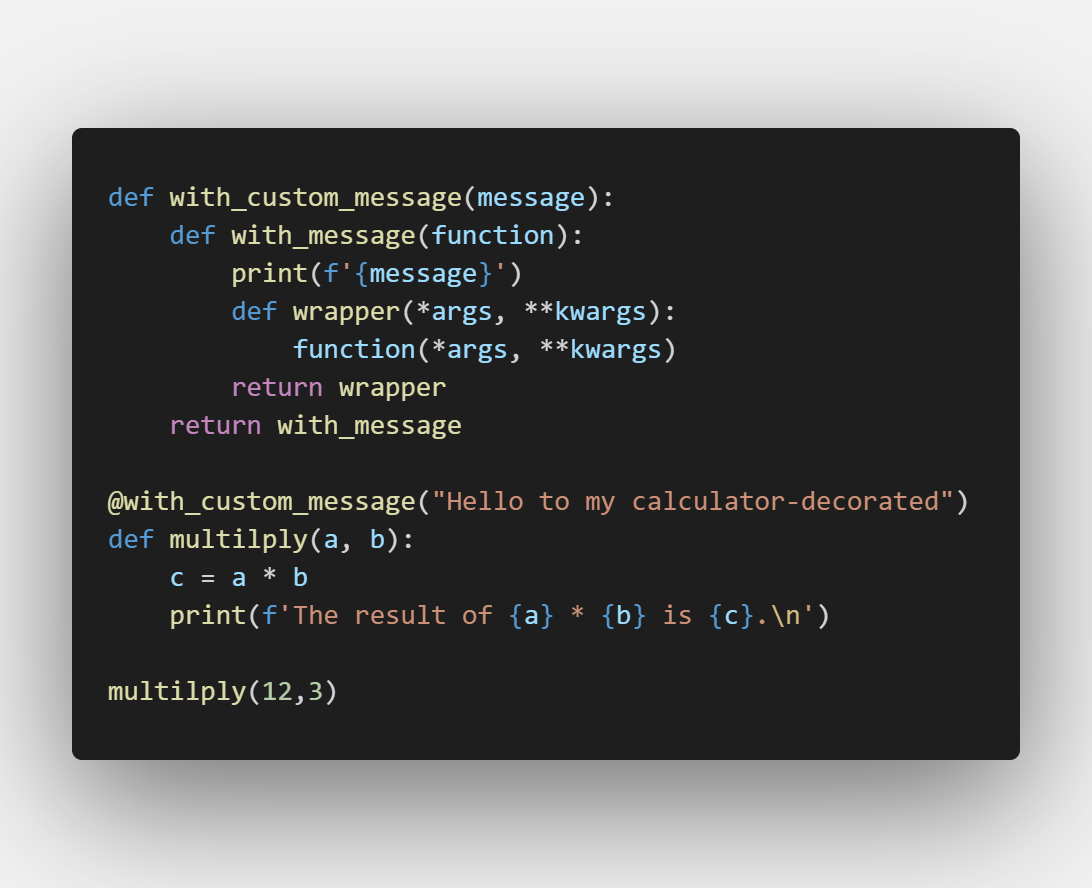 def with_custom_message(message):
    def with_message(function):
        print(f'{message}')
        def wrapper(*args, **kwargs):
            function(*args, **kwargs)
        return wrapper
    return with_message

@with_custom_message("Hello to my calculator-decorated")
def multilply(a, b):
    c = a * b
    print(f'The result of {a} * {b} is {c}.\n')

multilply(12,3)